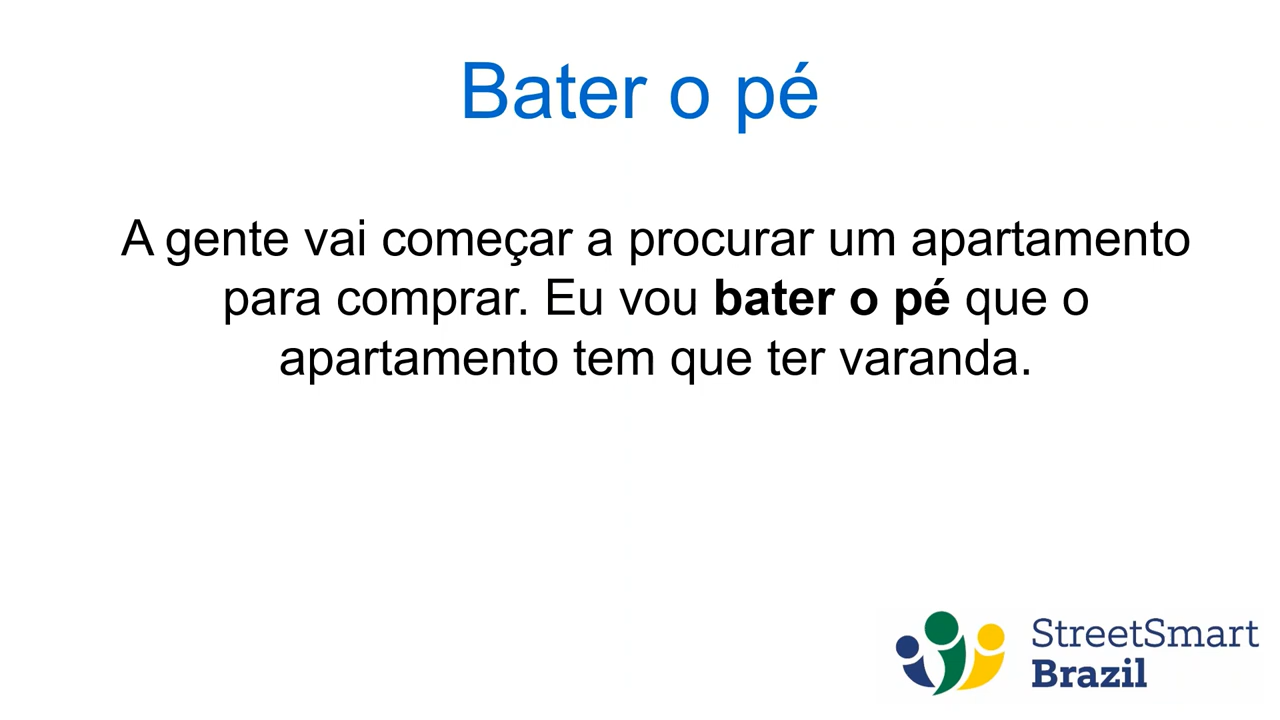 Bater o pé
A gente vai começar a procurar um apartamento
para comprar. Eu vou bater o pé que o
apartamento tem que ter varanda.
StreetSmart
Brazil